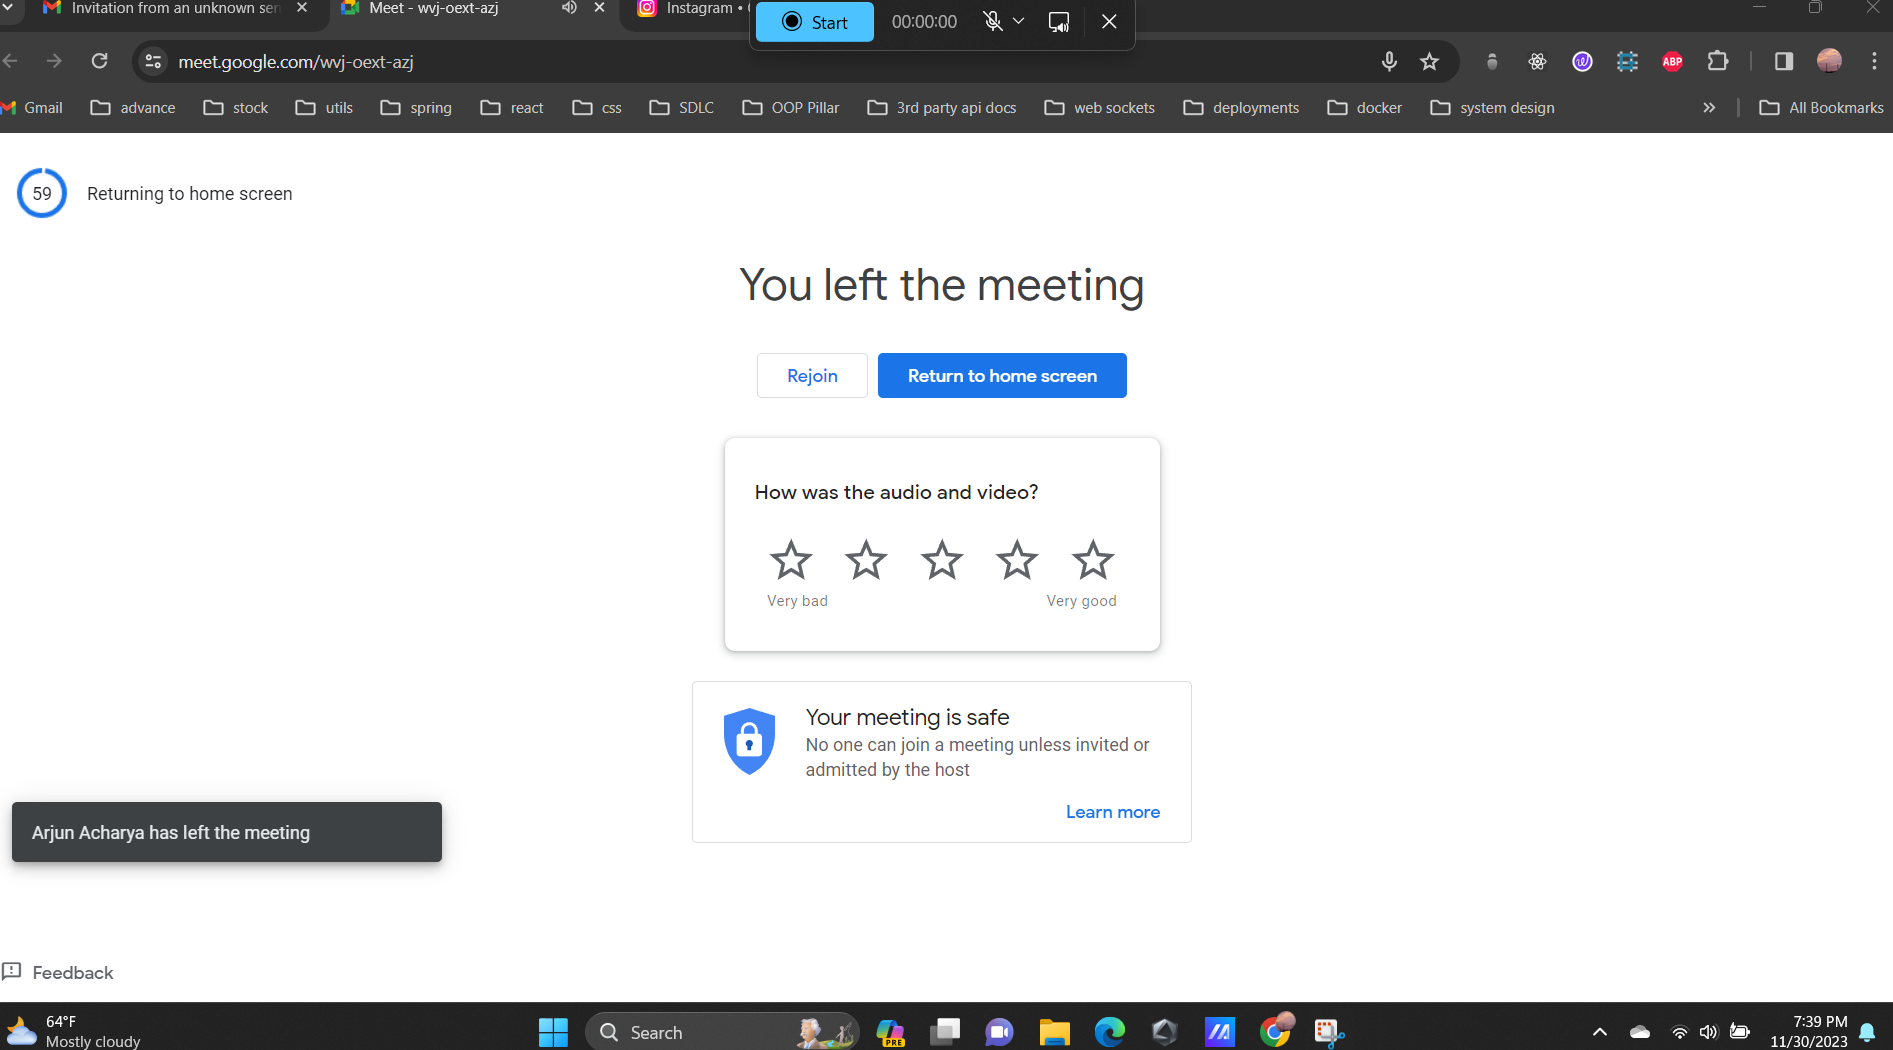 Invitation from an unknown sen
Meet - wvj-oext-azj
Instagram •
Start
00:00:00
meet.google.com/wvj-oext-azj
ABP
Gmail
advance
stock
utils
spring
react
css
SDLC
OOP Pillar
3rd party api docs
web sockets
deployments
docker
system design
All Bookmarks
59
Returning to home screen
You left the meeting
Rejoin
Return to home screen
How was the audio and video?
Very bad
Very good
Your meeting is safe
No one can join a meeting unless invited or
admitted by the host
Learn more
Arjun Acharya has left the meeting
Feedback
64°F
Mostly cloudy
Search
PRE
7:39 PM
11/30/2023